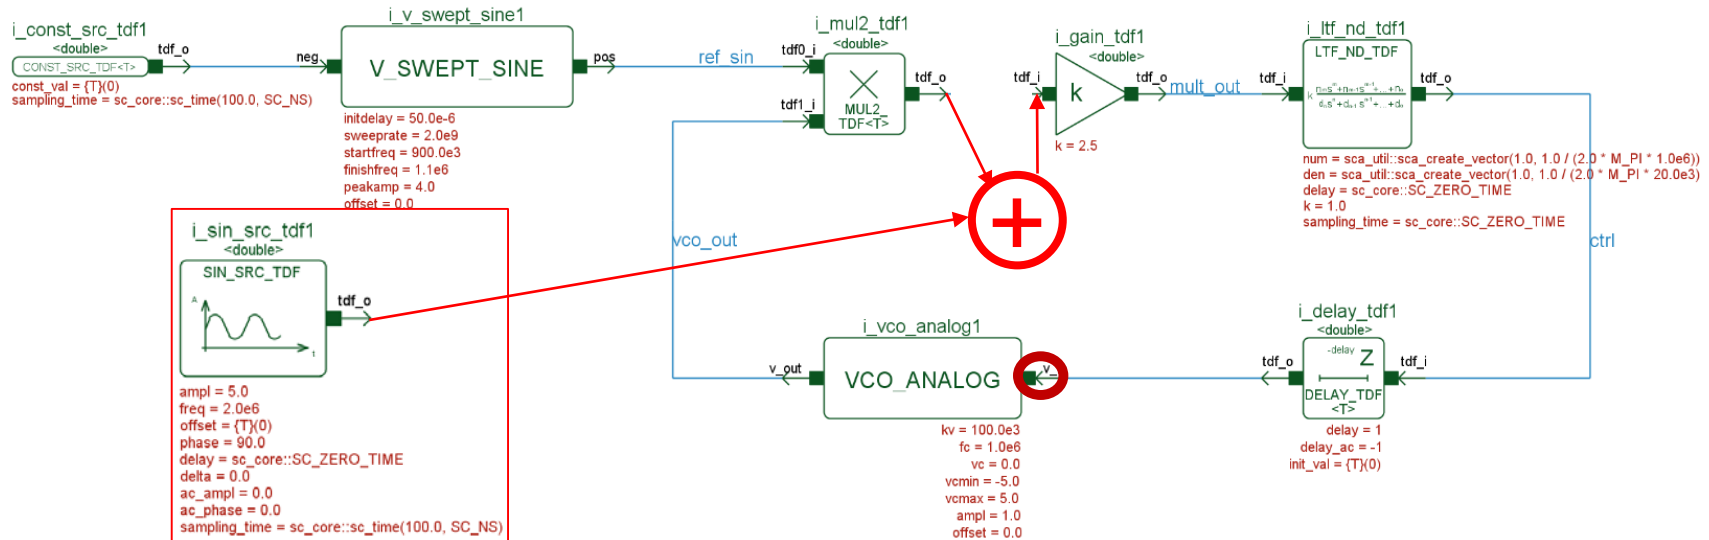 i_const_src_tdf1
<double>
CONST_SRC_TDF<T>
tdf_o
const_val = {T}(0)
sampling_time = sc_core::sc_time(100.0, SC_NS)
i_v_swept_sine1
neg
V_SWEPT_SINE
pos
initdelay = 50.0e-6
sweeprate = 2.0e9
startfreq = 900.0e3
finishfreq = 1.1e6
peakamp = 4.0
offset = 0.0
ref_sin
i_mul2_tdf1
<double>
tdf0_i
tdf1_i
MUL2_
TDF<T>
tdf_o
i_gain_tdf1
<double>
tdf_i
k
tdf_o
k = 2.5
mult_out
i_ltf_nd_tdf1
LTF_ND_TDF
tdf_i
tdf_o
num = sca_util::sca_create_vector(1.0, 1.0 / (2.0 * M_PI * 1.0e6))
den = sca_util::sca_create_vector(1.0, 1.0 / (2.0 * M_PI * 20.0e3))
delay = sc_core::SC_ZERO_TIME
k = 1.0
sampling_time = sc_core::SC_ZERO_TIME
+
i_sin_src_tdf1
<double>
SIN_SRC_TDF
A
t
tdf_o
ampl = 5.0
freq = 2.0e6
offset = {T}(0)
phase = 90.0
delay = sc_core::SC_ZERO_TIME
delta = 0.0
ac_ampl = 0.0
ac_phase = 0.0
sampling_time = sc_core::sc_time(100.0, SC_NS)
vco_out
ctrl
i_vco_analog1
v_out
VCO_ANALOG
v_
kv = 100.0e3
fc = 1.0e6
vc = 0.0
vcmin = -5.0
vcmax = 5.0
ampl = 1.0
offset = 0.0
i_delay_tdf1
<double>
tdf_o
-delay
Z
DELAY_TDF
<T>
tdf_i
delay = 1
delay_ac = -1
init_val = {T}(0)